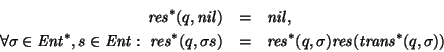 res*(q, nil) = nil,
∀σ ∈ Ent*, s ∈ Ent : res*(q, σs) = res*(q, σ)res(trans*(q, σ))